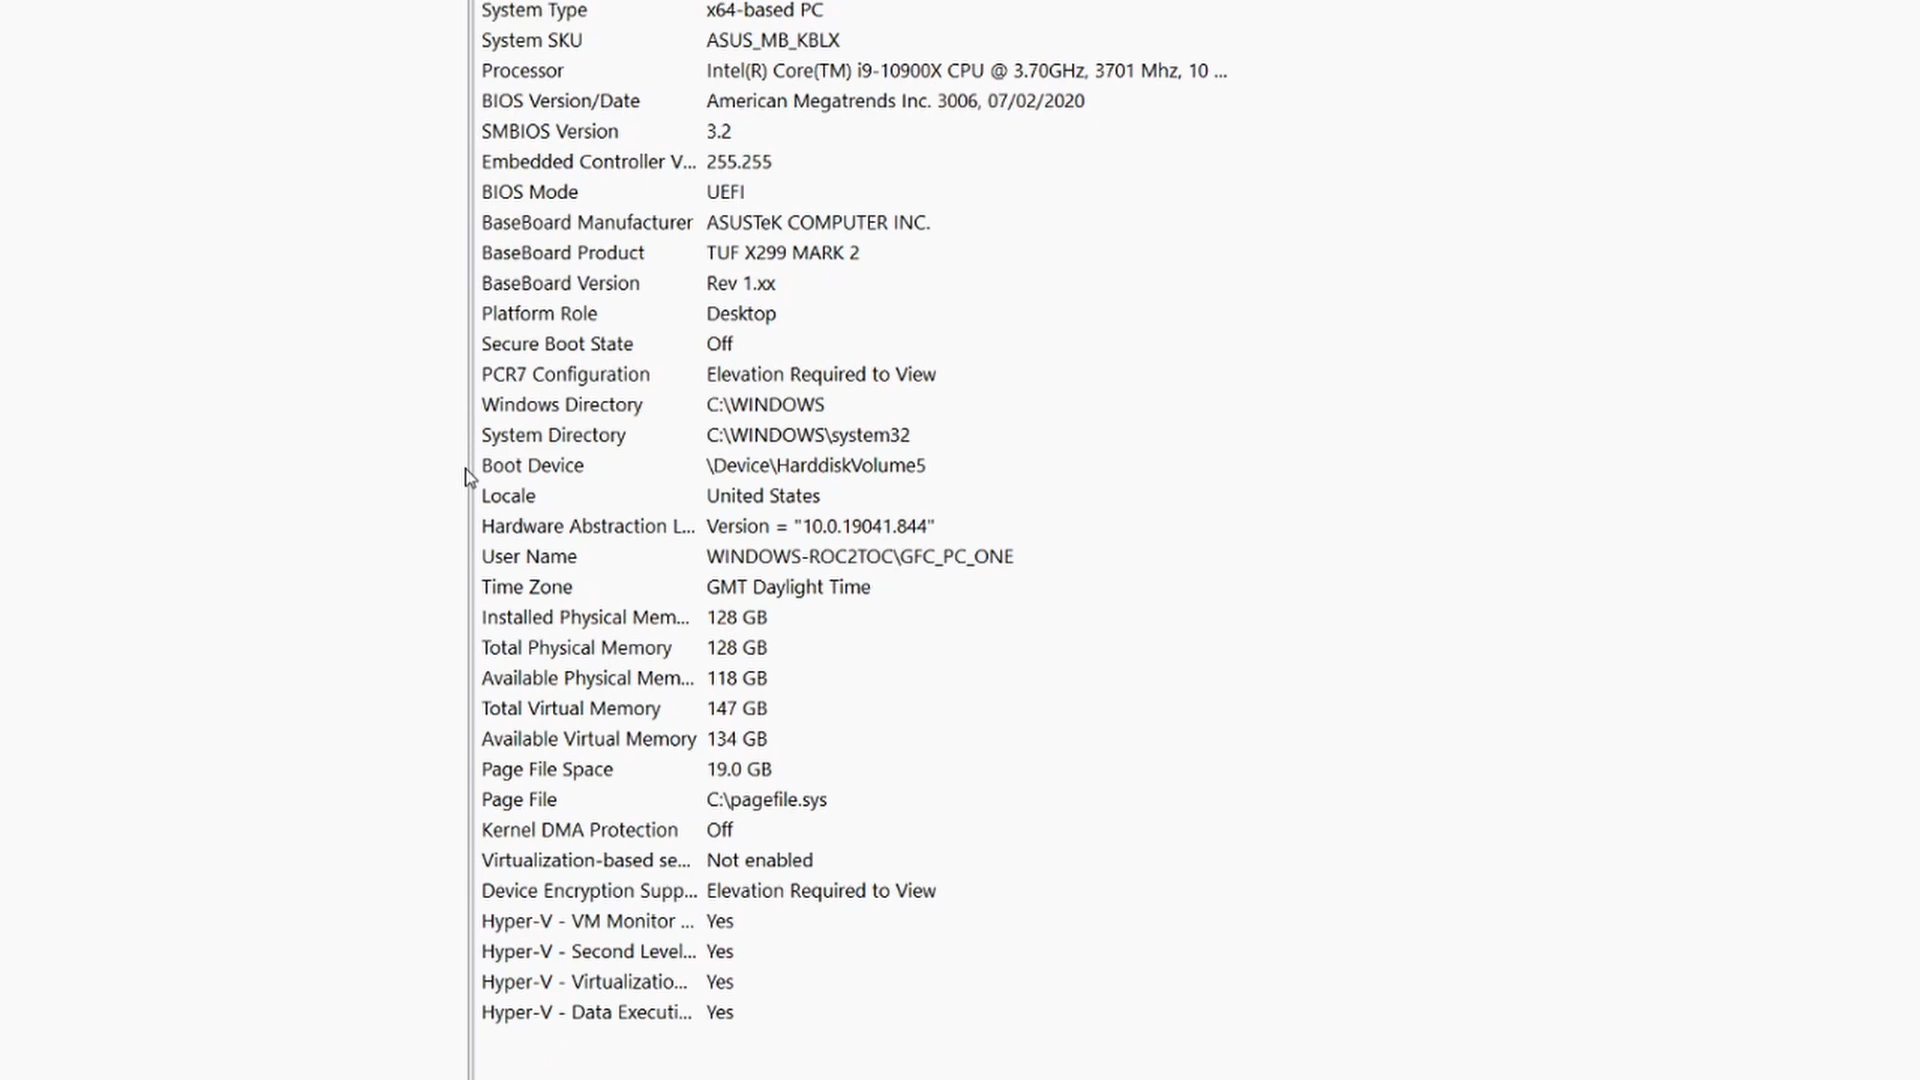 System Type x64-based PC
System SKU ASUS_MB_KBLX
Processor Intel(R) Core(TM) i9-10900X CPU @ 3.70GHz, 3701 Mhz, 10 ...
BIOS Version/Date American Megatrends Inc. 3006, 07/02/2020
SMBIOS Version 3.2
Embedded Controller V... 255.255
BIOS Mode UEFI
BaseBoard Manufacturer ASUSTeK COMPUTER INC.
BaseBoard Product TUF X299 MARK 2
BaseBoard Version Rev 1.xx
Platform Role Desktop
Secure Boot State Off
PCR7 Configuration Elevation Required to View
Windows Directory C:\WINDOWS
System Directory C:\WINDOWS\system32
Boot Device \Device\HarddiskVolume5
Locale United States
Hardware Abstraction L... Version = "10.0.19041.844"
User Name WINDOWS-ROC2TOC\GFC_PC_ONE
Time Zone GMT Daylight Time
Installed Physical Mem... 128 GB
Total Physical Memory 128 GB
Available Physical Mem... 118 GB
Total Virtual Memory 147 GB
Available Virtual Memory 134 GB
Page File Space 19.0 GB
Page File C:\pagefile.sys
Kernel DMA Protection Off
Virtualization-based se... Not enabled
Device Encryption Supp... Elevation Required to View
Hyper-V - VM Monitor ... Yes
Hyper-V - Second Level... Yes
Hyper-V - Virtualizatio... Yes
Hyper-V - Data Executi... Yes